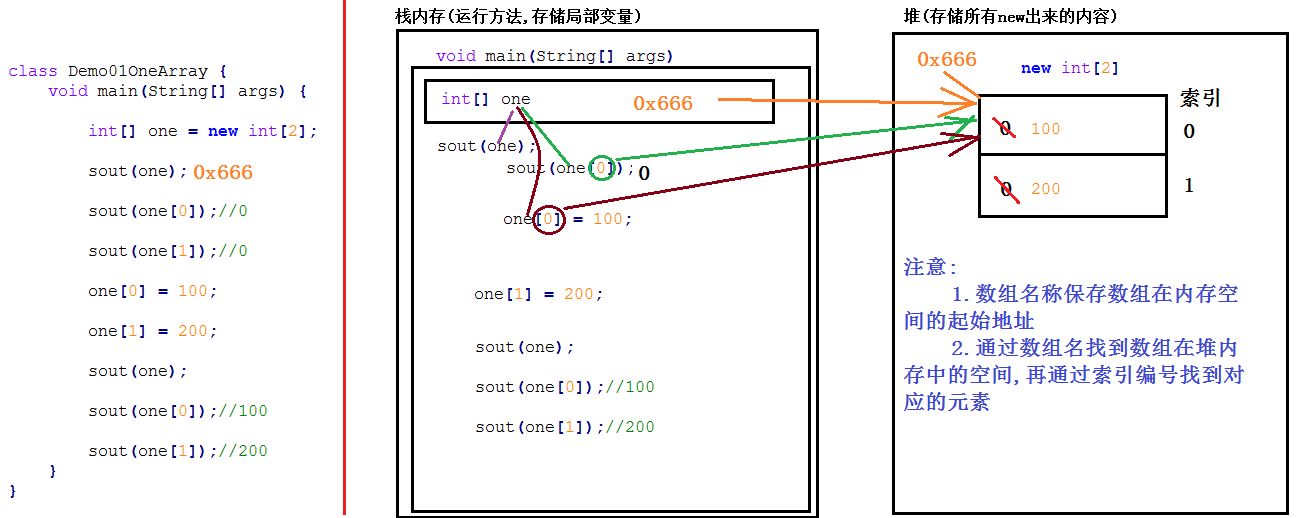 class Demo01OneArray {
void main(String[] args) {
int[] one = new int[2];
sout(one); 0x666
sout(one[0]);//0
sout(one[1]);//0
one[0] = 100;
one[1] = 200;
sout(one);
sout(one[0]);//100
sout(one[1]);//200
}
}
栈内存(运行方法,存储局部变量)
void main(String[] args)
int[] one 0x666
sout(one);
sout(one[0]); 0
one[0] = 100;
one[1] = 200;
sout(one);
sout(one[0]);//100
sout(one[1]);//200
堆(存储所有new出来的内容)
0x666
new int[2]
索引
0 100 0
0 200 1
注意:
1.数组名称保存数组在内存空
间的起始地址
2.通过数组名找到数组在堆内
存中的空间,再通过索引编号找到对
应的元素